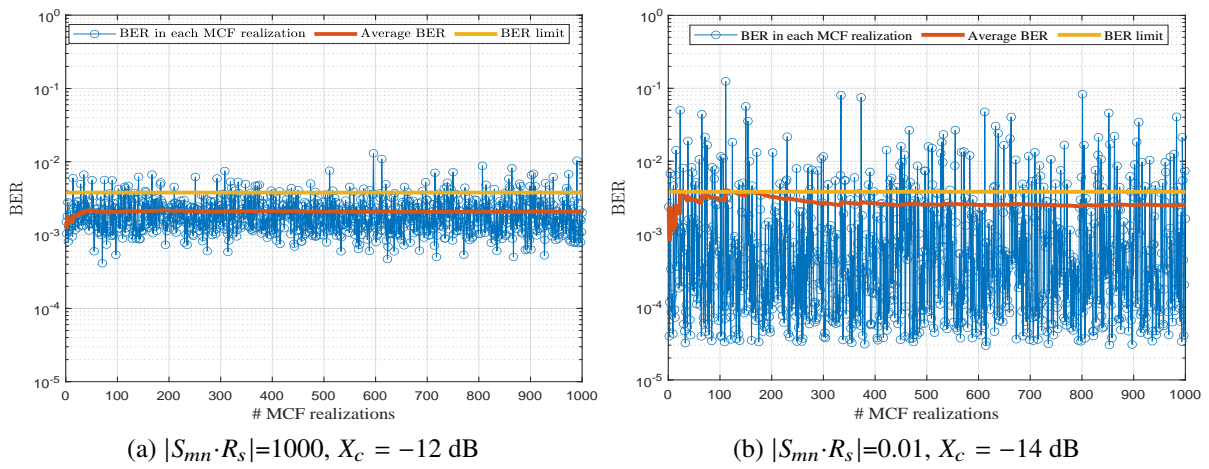 BER in each MCF realization Average BER BER limit
BER
10^0
10^-1
10^-2
10^-3
10^-4
10^-5
0 100 200 300 400 500 600 700 800 900 1000
# MCF realizations
(a) |S_mn·R_s|=1000, X_c = −12 dB
BER in each MCF realization Average BER BER limit
BER
10^0
10^-1
10^-2
10^-3
10^-4
10^-5
0 100 200 300 400 500 600 700 800 900 1000
# MCF realizations
(b) |S_mn·R_s|=0.01, X_c = −14 dB